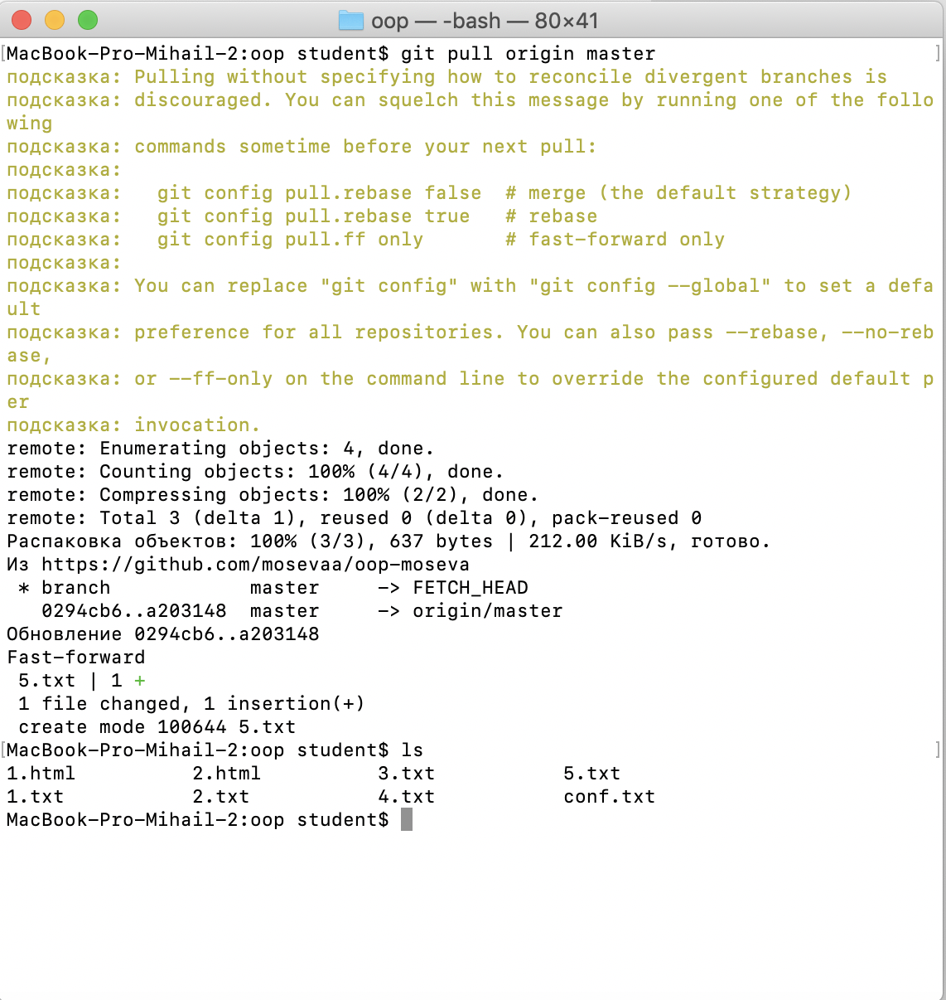 oop — -bash — 80×41
[MacBook-Pro-Mihail-2:oop student$ git pull origin master ]
подсказка: Pulling without specifying how to reconcile divergent branches is
подсказка: discouraged. You can squelch this message by running one of the follo
wing
подсказка: commands sometime before your next pull:
подсказка:
подсказка:   git config pull.rebase false  # merge (the default strategy)
подсказка:   git config pull.rebase true   # rebase
подсказка:   git config pull.ff only       # fast-forward only
подсказка:
подсказка: You can replace "git config" with "git config --global" to set a defa
ult
подсказка: preference for all repositories. You can also pass --rebase, --no-reb
ase,
подсказка: or --ff-only on the command line to override the configured default p
er
подсказка: invocation.
remote: Enumerating objects: 4, done.
remote: Counting objects: 100% (4/4), done.
remote: Compressing objects: 100% (2/2), done.
remote: Total 3 (delta 1), reused 0 (delta 0), pack-reused 0
Распаковка объектов: 100% (3/3), 637 bytes | 212.00 KiB/s, готово.
Из https://github.com/mosevaa/oop-moseva
 * branch            master     -> FETCH_HEAD
   0294cb6..a203148  master     -> origin/master
Обновление 0294cb6..a203148
Fast-forward
 5.txt | 1 +
 1 file changed, 1 insertion(+)
 create mode 100644 5.txt
[MacBook-Pro-Mihail-2:oop student$ ls ]
1.html          2.html          3.txt           5.txt
1.txt           2.txt           4.txt           conf.txt
MacBook-Pro-Mihail-2:oop student$